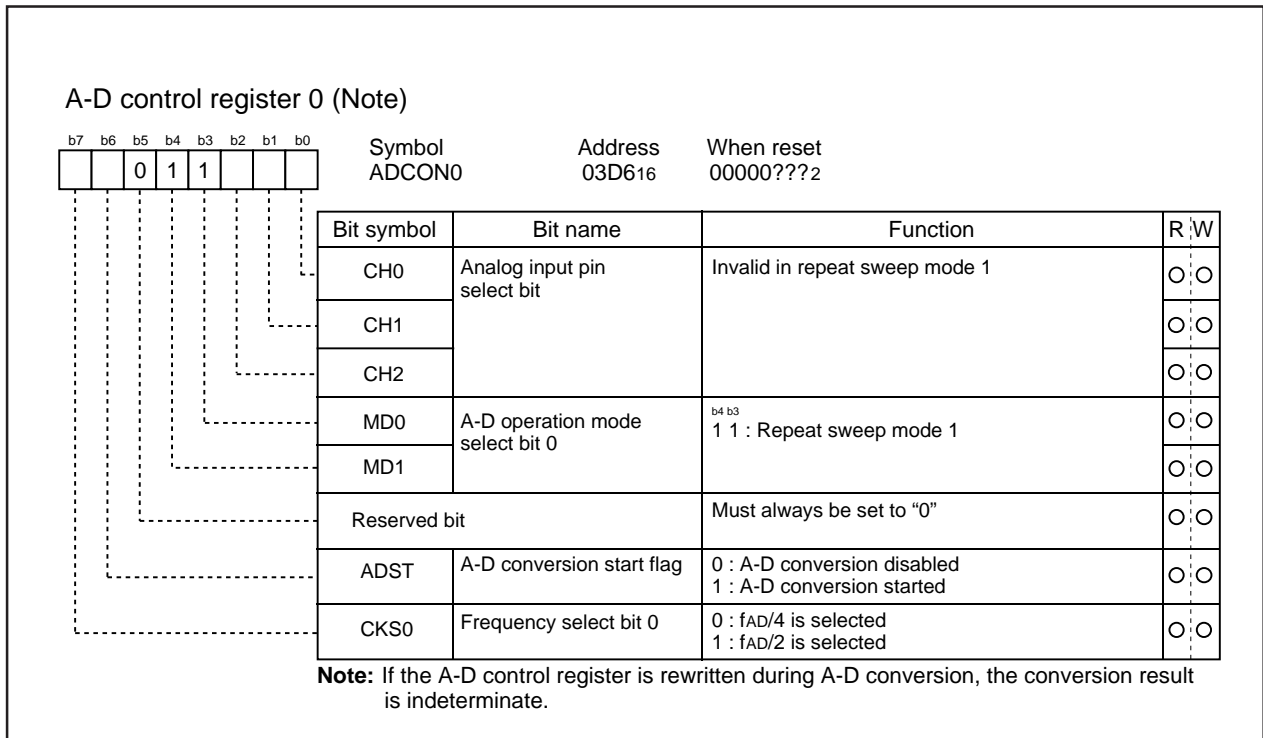 A-D control register 0 (Note)
b7 b6 b5 b4 b3 b2 b1 b0
0 1 1
Symbol Address When reset
ADCON0 03D616 00000???2
Bit symbol Bit name Function R W
CH0 Analog input pin select bit Invalid in repeat sweep mode 1
CH1
CH2
MD0 A-D operation mode select bit 0
b4 b3
1 1 : Repeat sweep mode 1
MD1
Reserved bit Must always be set to “0”
ADST A-D conversion start flag 0 : A-D conversion disabled
1 : A-D conversion started
CKS0 Frequency select bit 0 0 : fAD/4 is selected
1 : fAD/2 is selected
Note: If the A-D control register is rewritten during A-D conversion, the conversion result
is indeterminate.